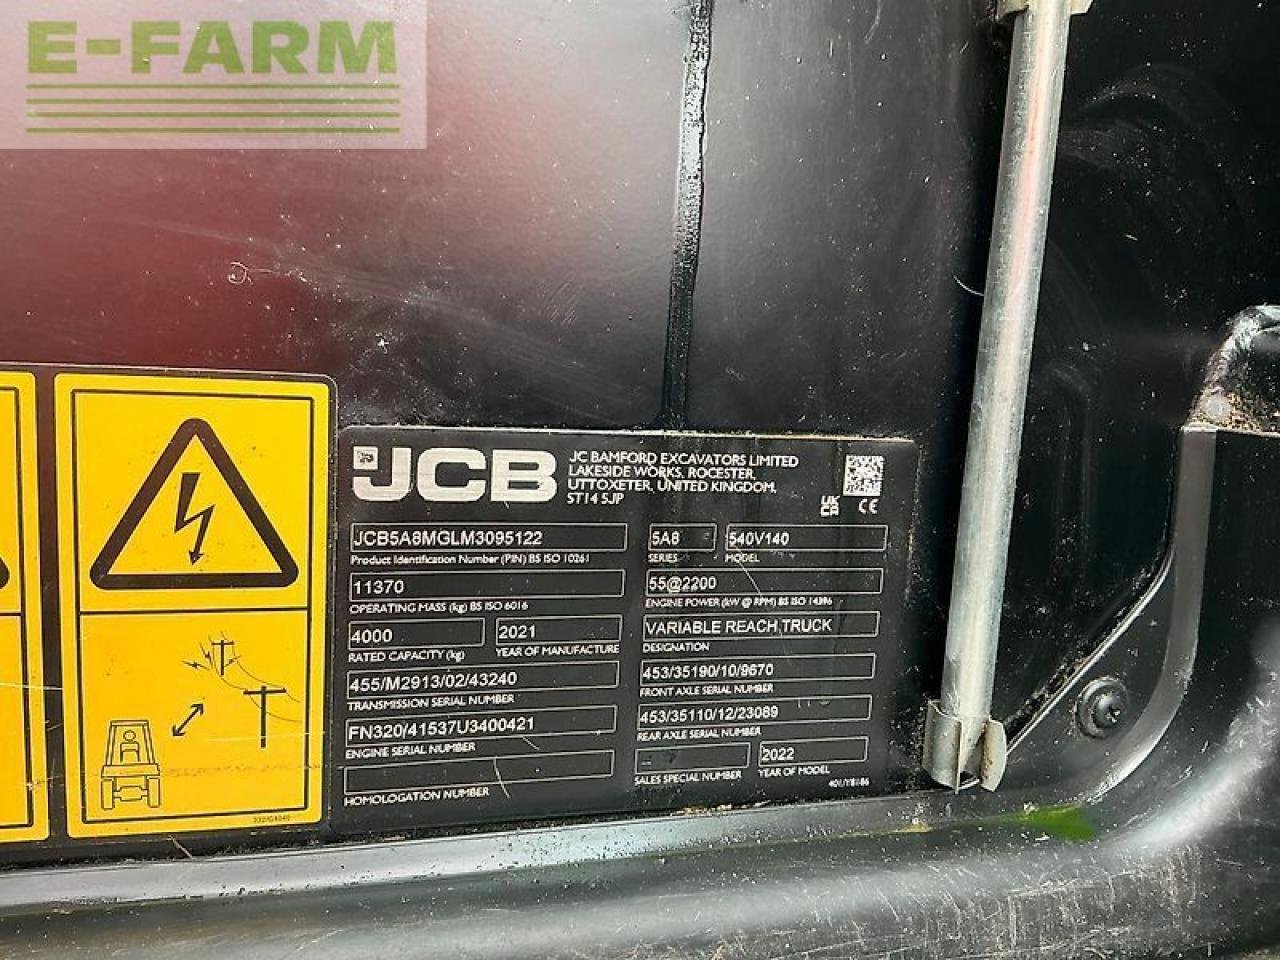 E-FARM
JCB
JC BAMFORD EXCAVATORS LIMITED
LAKESIDE WORKS, ROCESTER,
UTTOXETER, UNITED KINGDOM,
ST14 5JP
UK
CA
CE
JCB5A8MGLM3095122
Product Identification Number (PIN) BS ISO 10261
5A8
SERIES
540V140
MODEL
11370
OPERATING MASS (kg) BS ISO 6016
55@2200
ENGINE POWER (kW @ RPM) BS ISO 14396
4000
RATED CAPACITY (kg)
2021
YEAR OF MANUFACTURE
VARIABLE REACH TRUCK
DESIGNATION
455/M2913/02/43240
TRANSMISSION SERIAL NUMBER
453/35190/10/9670
FRONT AXLE SERIAL NUMBER
FN320/41537U3400421
ENGINE SERIAL NUMBER
453/35110/12/23089
REAR AXLE SERIAL NUMBER
HOMOLOGATION NUMBER
SALES SPECIAL NUMBER
2022
YEAR OF MODEL
401/Y8186
332/G4040